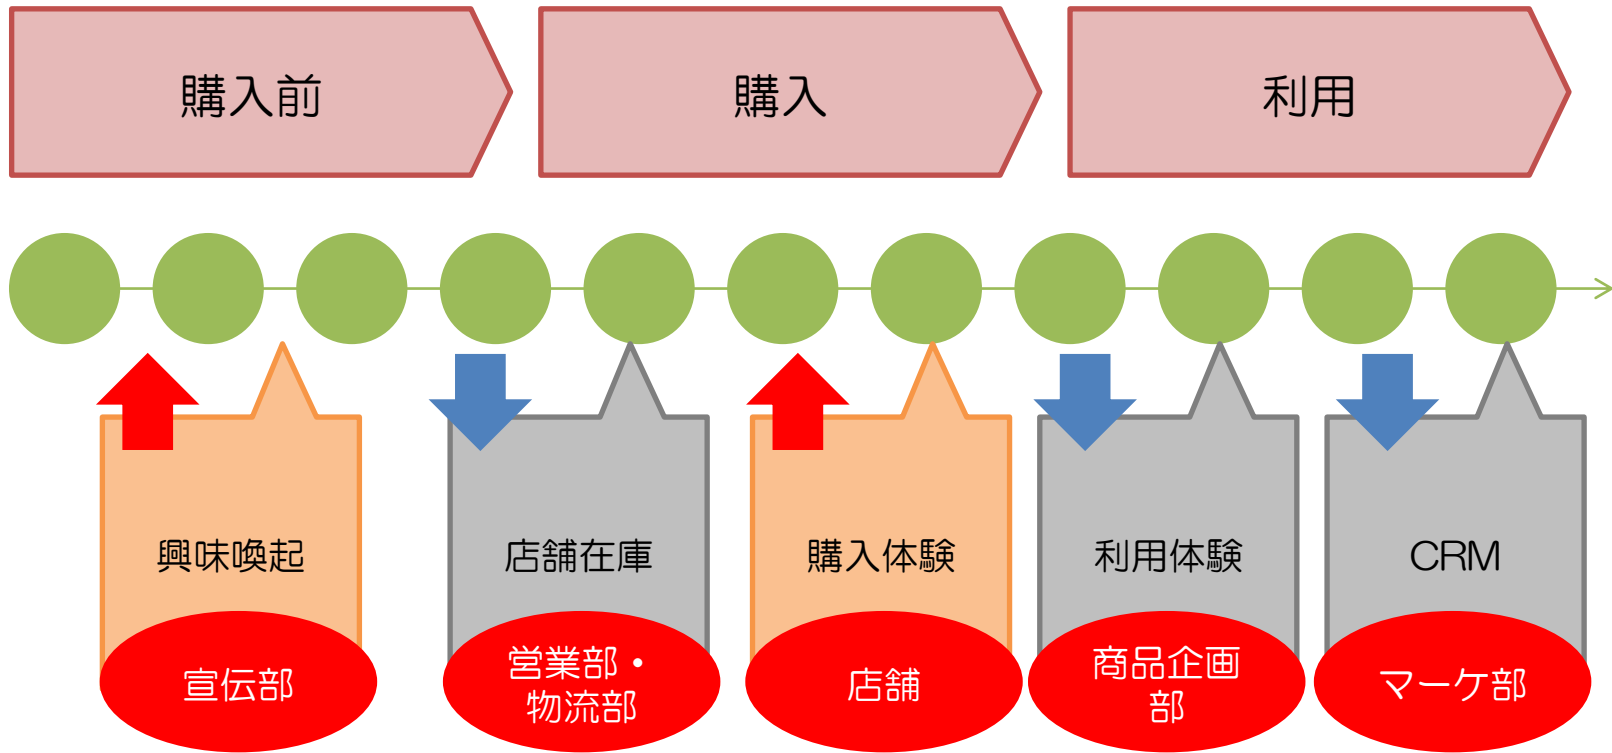 購入前
購入
利用
興味喚起
店舗在庫
購入体験
利用体験
CRM
宣伝部
営業部・
物流部
店舗
商品企画
部
マーケ部